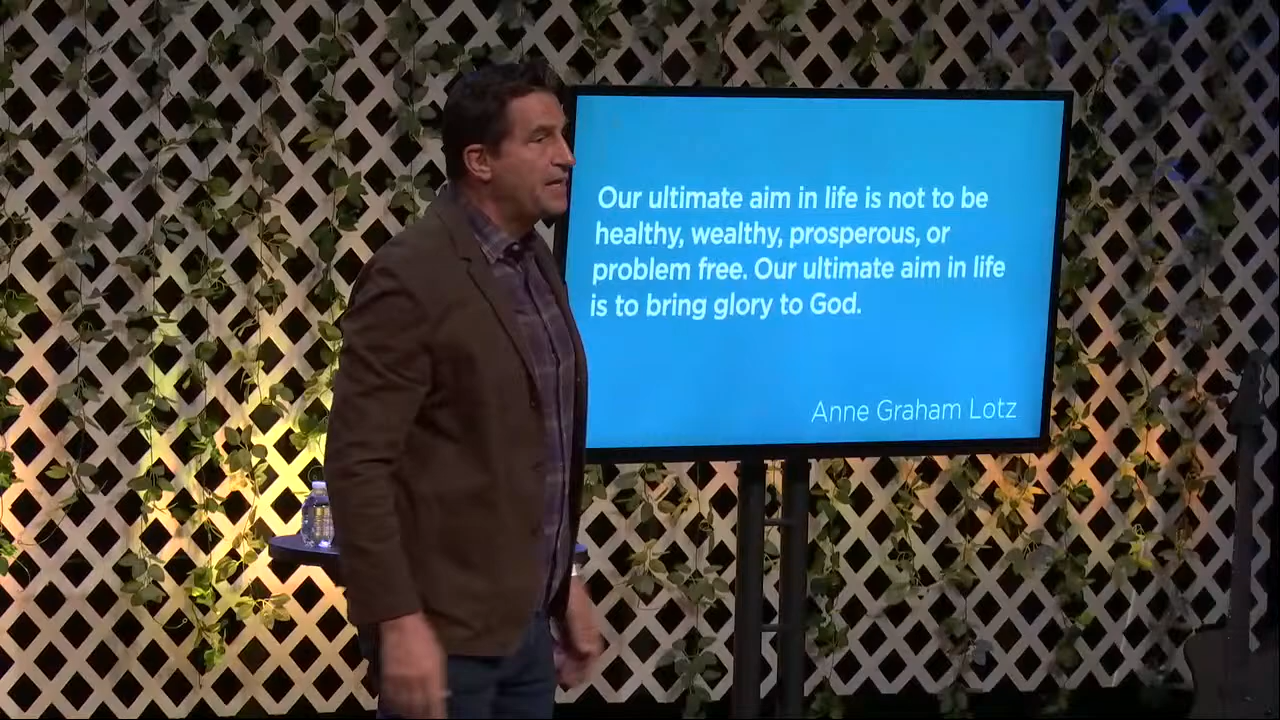 Our ultimate aim in life is not to be
healthy, wealthy, prosperous, or
problem free. Our ultimate aim in life
is to bring glory to God.
Anne Graham Lotz